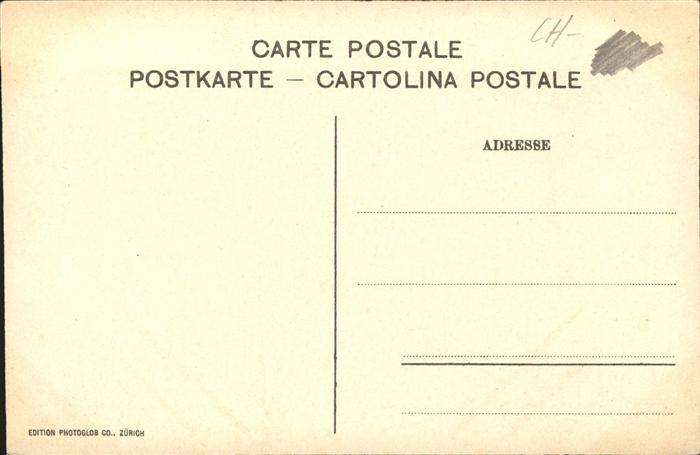 CH-
CARTE POSTALE
POSTKARTE — CARTOLINA POSTALE
ADRESSE
EDITION PHOTOGLOB CO., ZÜRICH